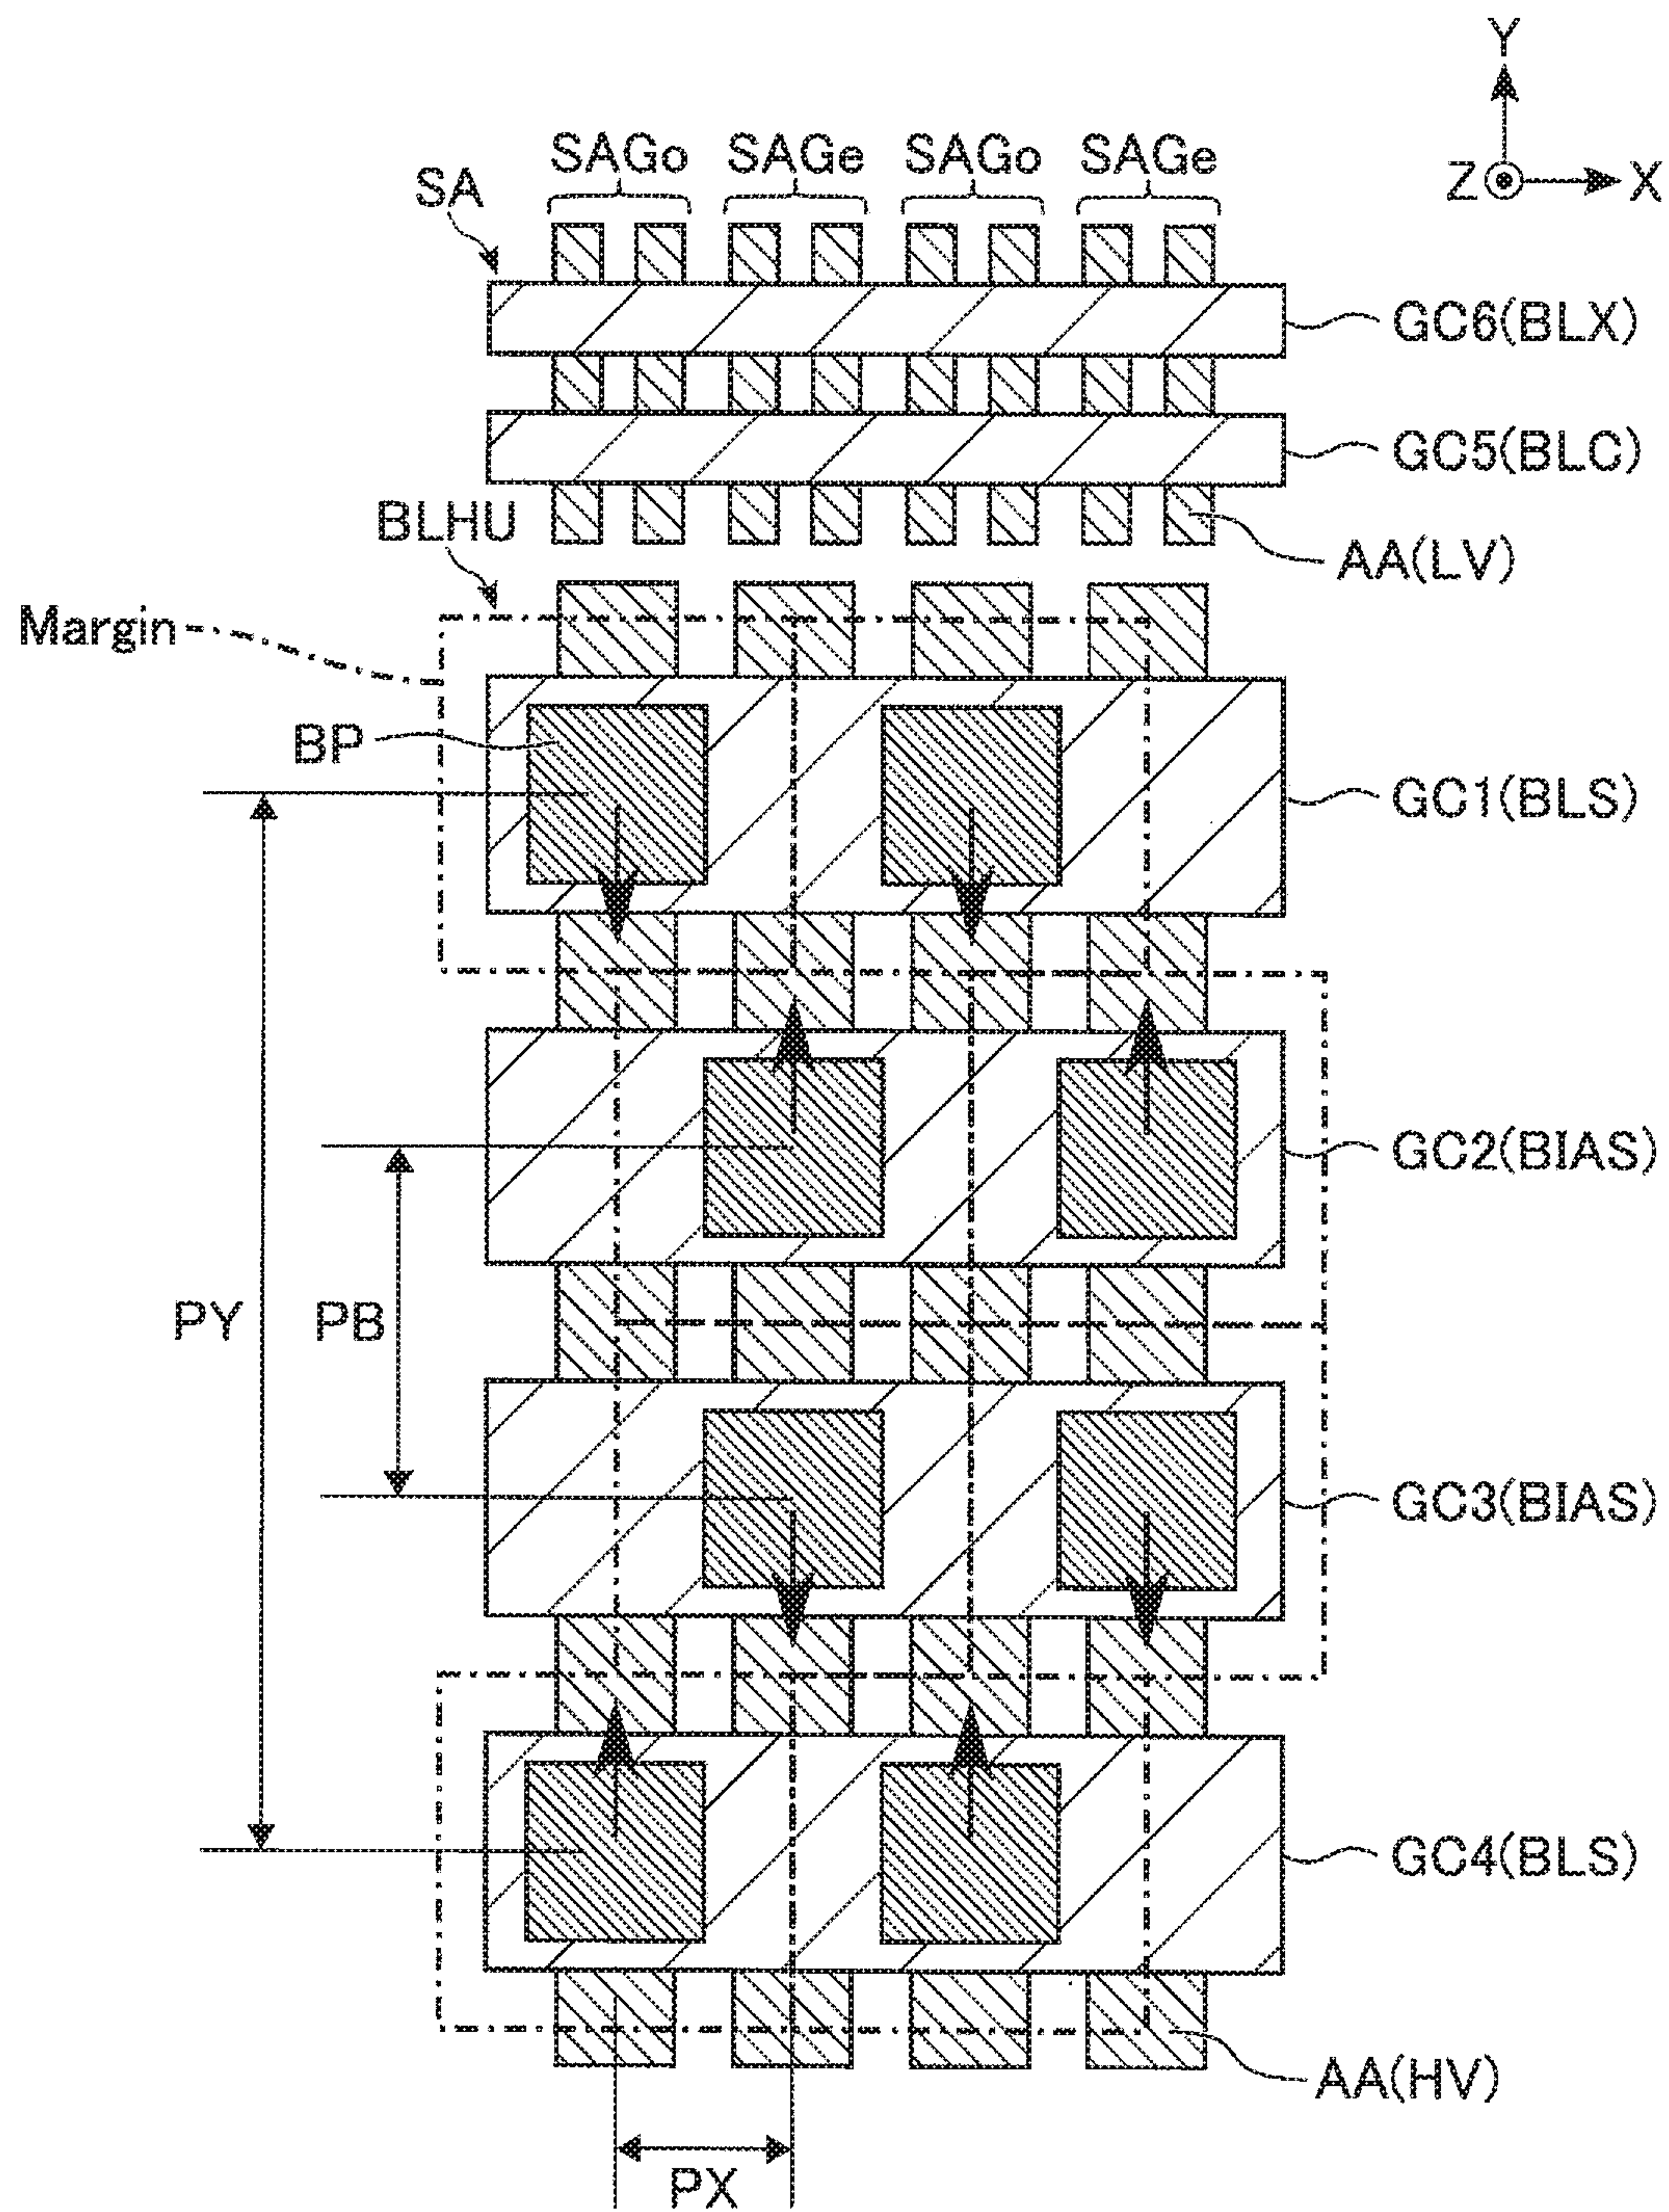 Y
Z X
SAGo SAGe SAGo SAGe
SA
GC6(BLX)
GC5(BLC)
BLHU
AA(LV)
Margin
BP
GC1(BLS)
GC2(BIAS)
PY PB
GC3(BIAS)
GC4(BLS)
AA(HV)
PX